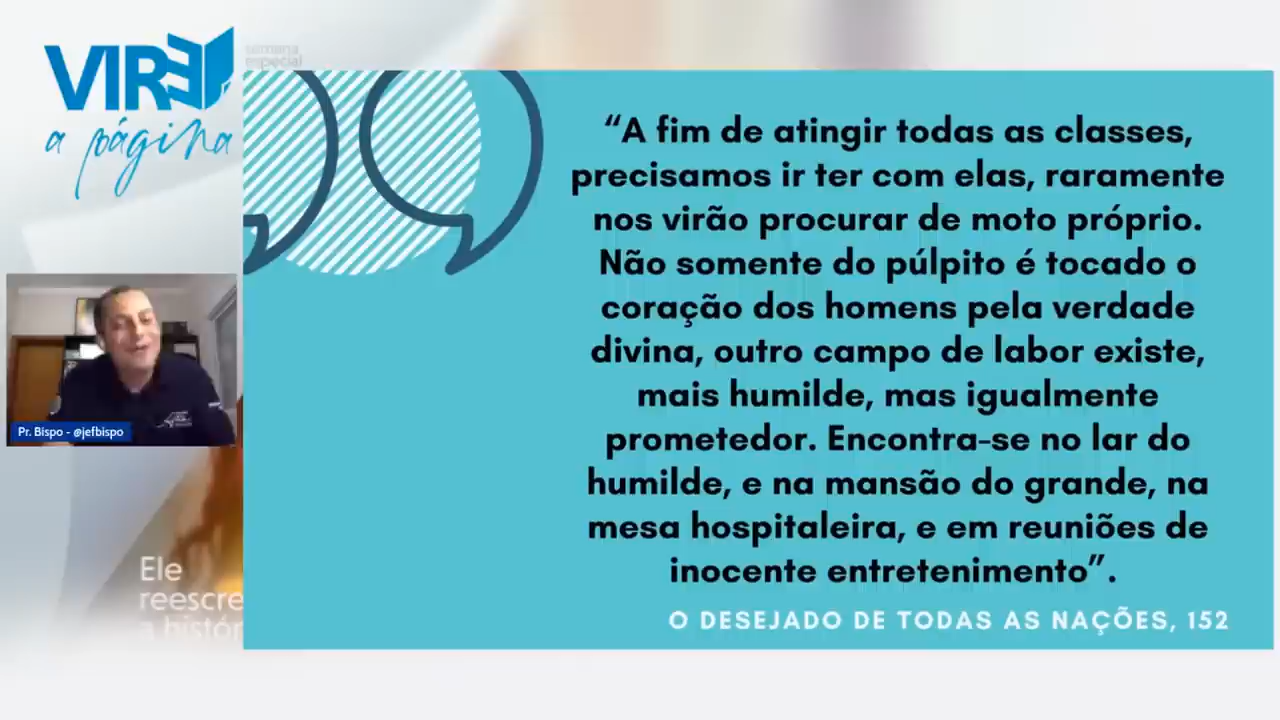 VIRE
a página
semana
especial
“A fim de atingir todas as classes,
precisamos ir ter com elas, raramente
nos virão procurar de moto próprio.
Não somente do púlpito é tocado o
coração dos homens pela verdade
divina, outro campo de labor existe,
mais humilde, mas igualmente
prometedor. Encontra-se no lar do
humilde, e na mansão do grande, na
mesa hospitaleira, e em reuniões de
inocente entretenimento”.
O DESEJADO DE TODAS AS NAÇÕES, 152
Pr. Bispo - @jefbispo
Ele
reescre
a histór